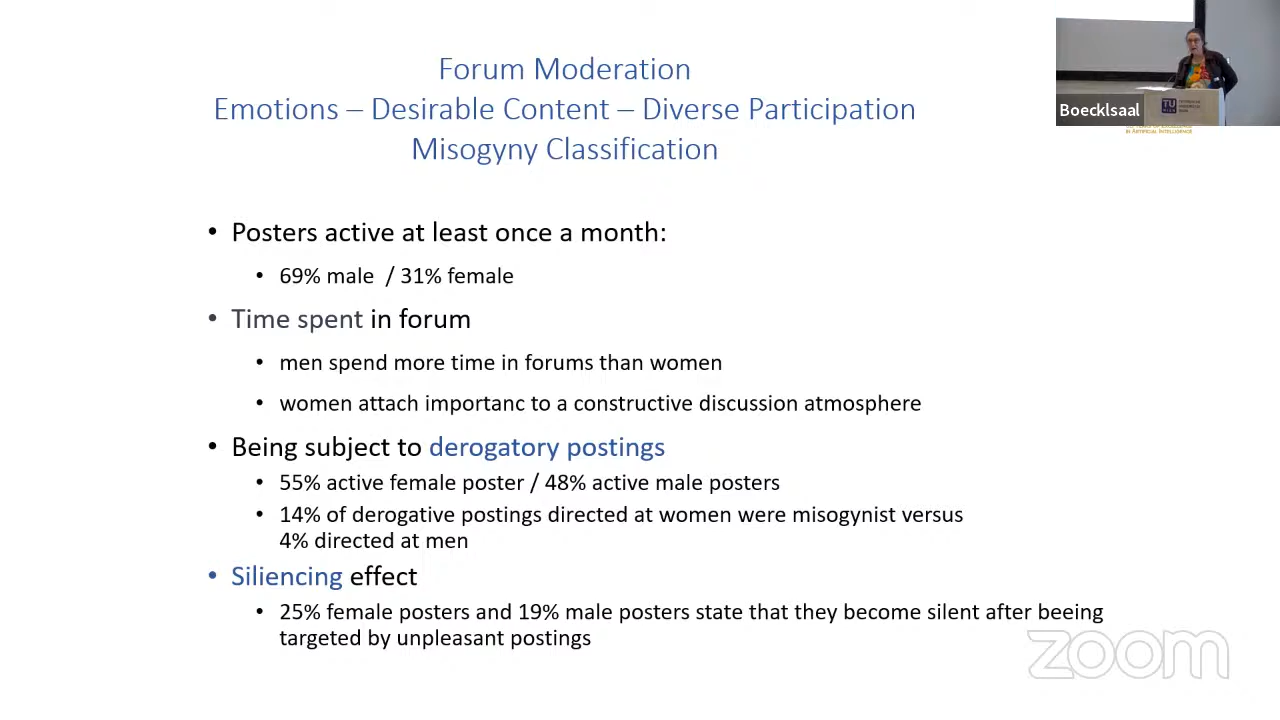 Forum Moderation
Emotions – Desirable Content – Diverse Participation
Misogyny Classification
Boecklsaal
TU
in Artificial Intelligence
• Posters active at least once a month:
• 69% male / 31% female
• Time spent in forum
• men spend more time in forums than women
• women attach importanc to a constructive discussion atmosphere
• Being subject to derogatory postings
• 55% active female poster / 48% active male posters
• 14% of derogative postings directed at women were misogynist versus
4% directed at men
• Siliencing effect
• 25% female posters and 19% male posters state that they become silent after beeing
targeted by unpleasant postings
zoom